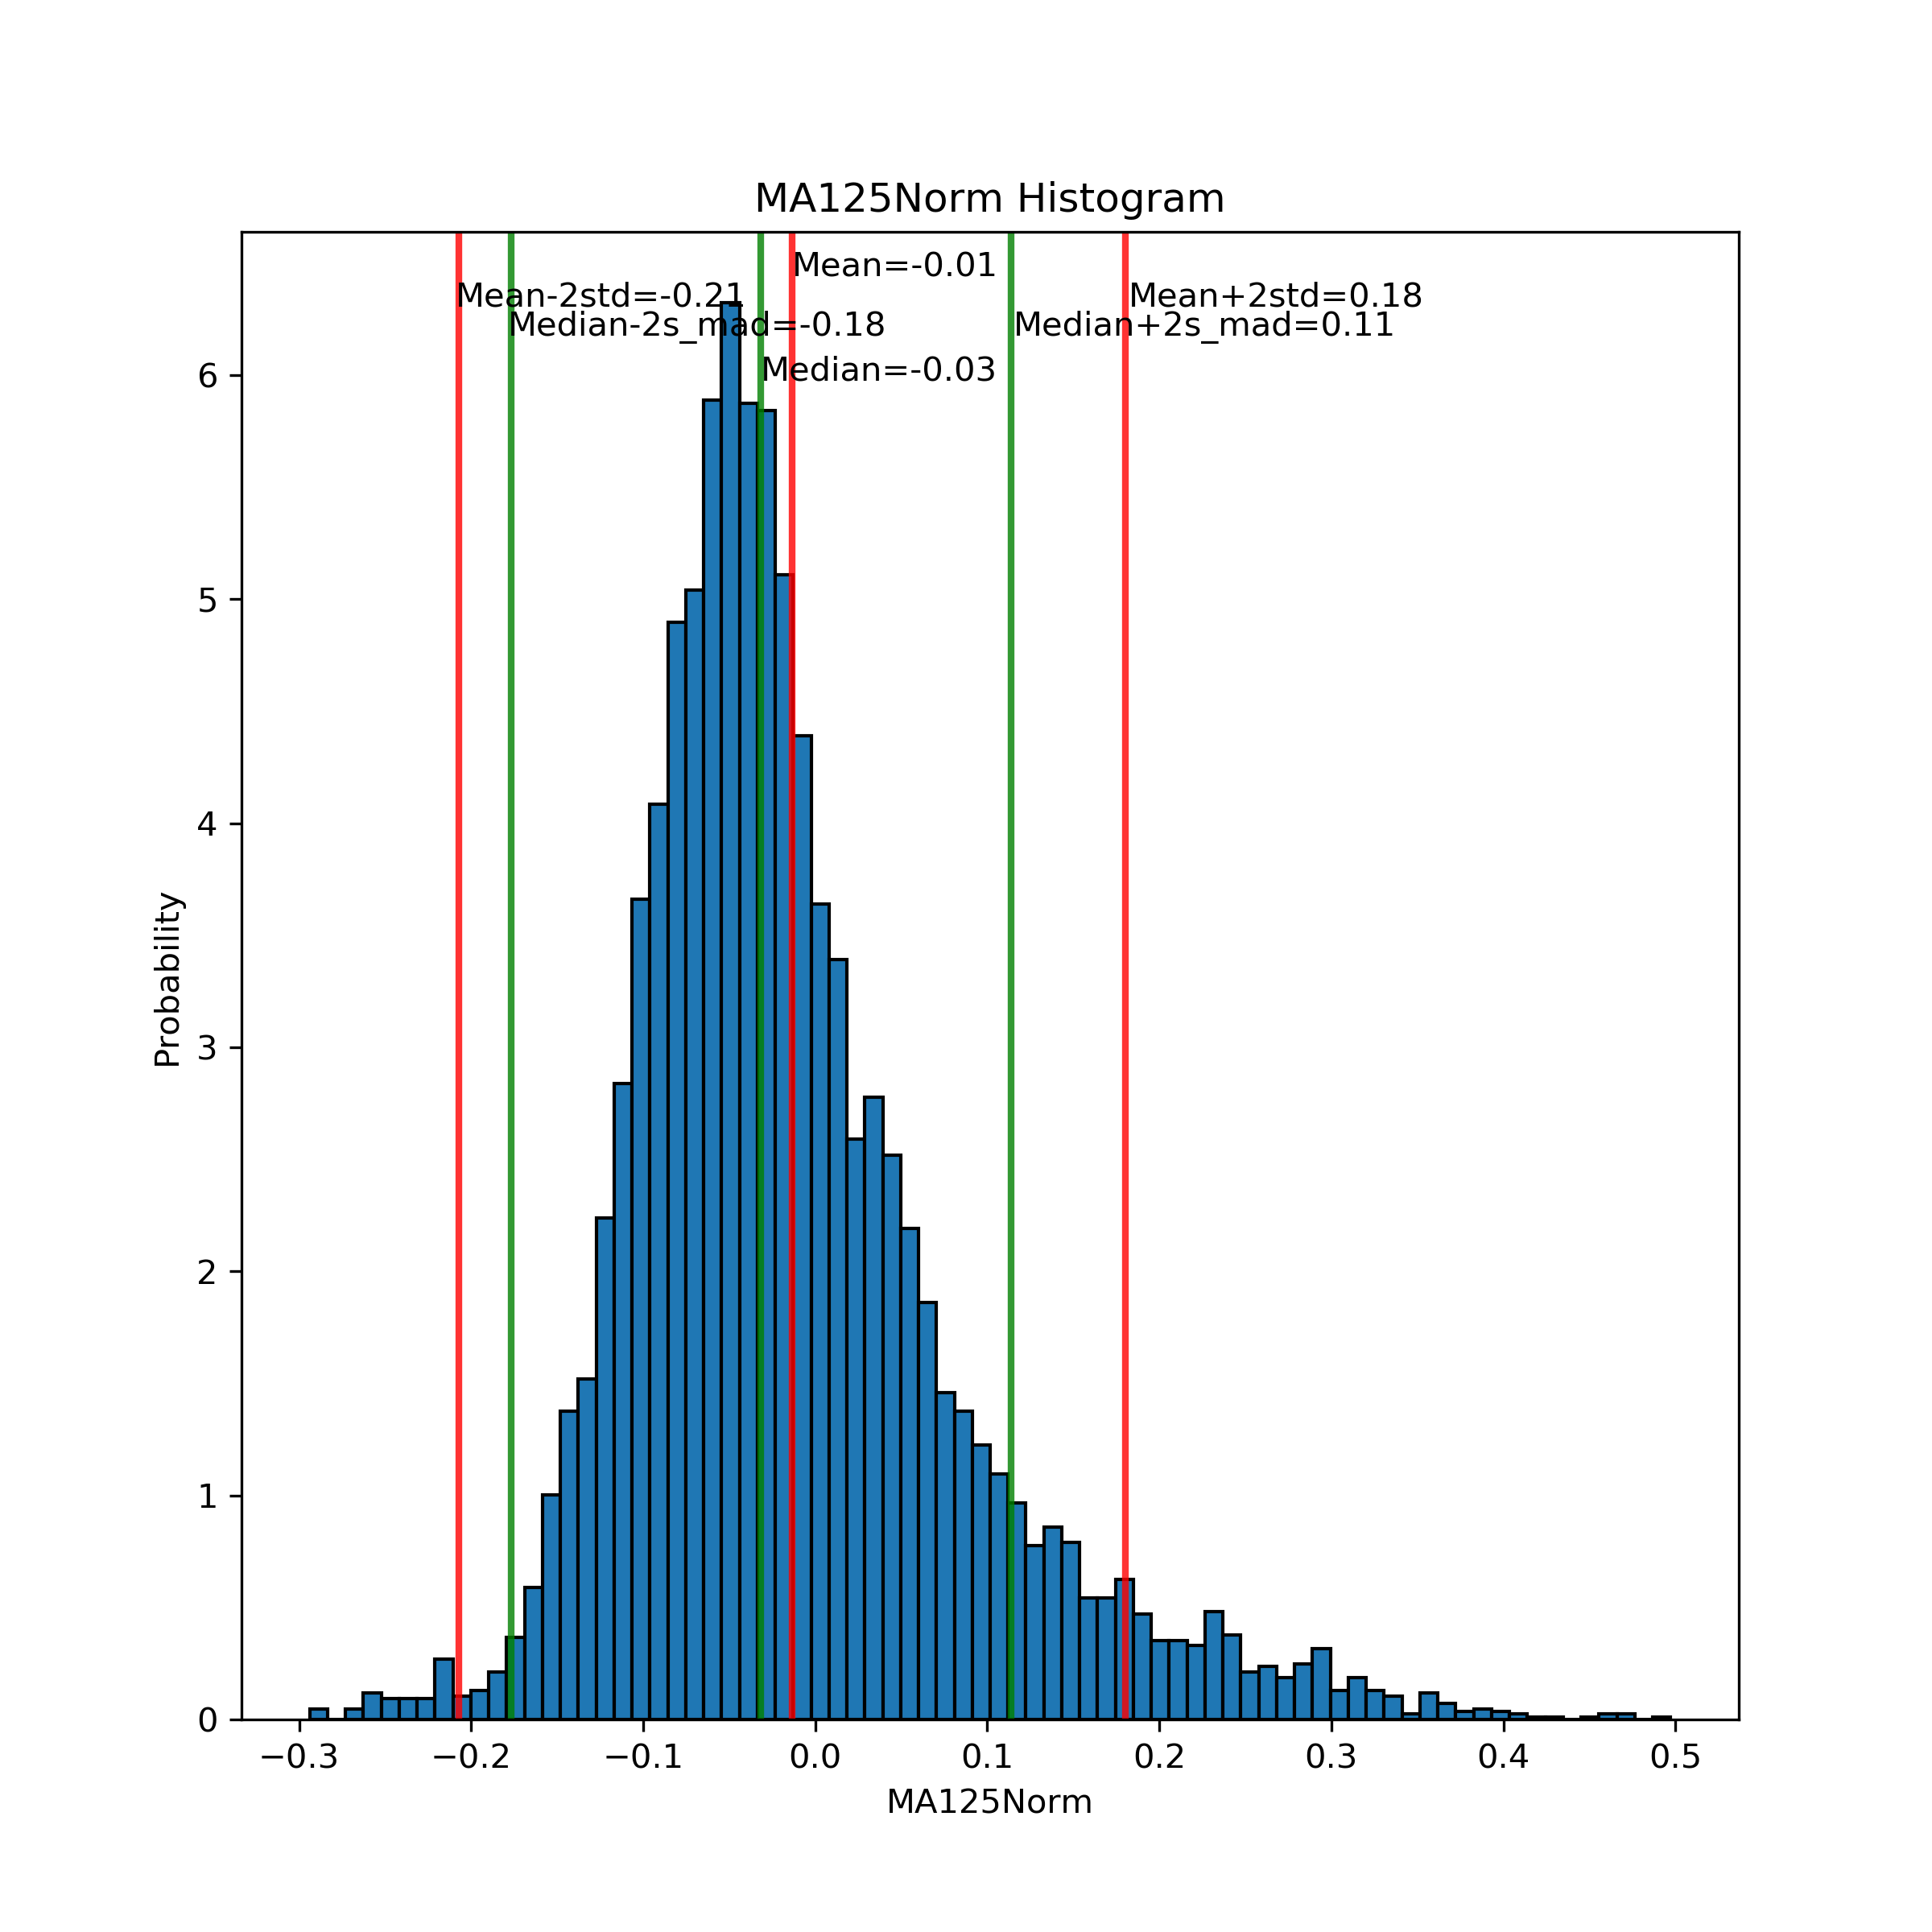 MA125Norm Histogram
Mean=-0.01
Mean-2std=-0.21
Mean+2std=0.18
Median-2s_mad=-0.18
Median+2s_mad=0.11
Median=-0.03
6
5
4
3
2
1
0
Probability
−0.3 −0.2 −0.1 0.0 0.1 0.2 0.3 0.4 0.5
MA125Norm